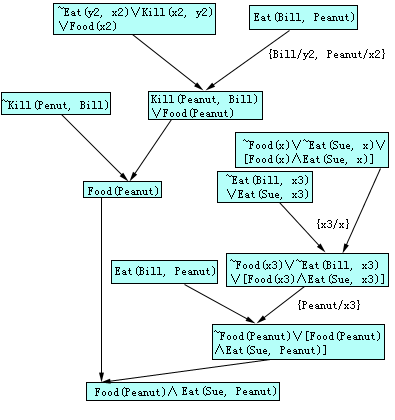 ~Eat(y2, x2)∨Kill(x2, y2)
∨Food(x2)
Eat(Bill, Peanut)
{Bill/y2, Peanut/x2}
~Kill(Penut, Bill)
Kill(Peanut, Bill)
∨Food(Peanut)
~Food(x)∨~Eat(Sue, x)∨
[Food(x)∧Eat(Sue, x)]
~Eat(Bill, x3)
∨Eat(Sue, x3)
Food(Peanut)
{x3/x}
Eat(Bill, Peanut)
~Food(x3)∨~Eat(Bill, x3)
∨[Food(x3)∧Eat(Sue, x3)]
{Peanut/x3}
~Food(Peanut)∨[Food(Peanut)
∧Eat(Sue, Peanut)]
Food(Peanut)∧ Eat(Sue, Peanut)